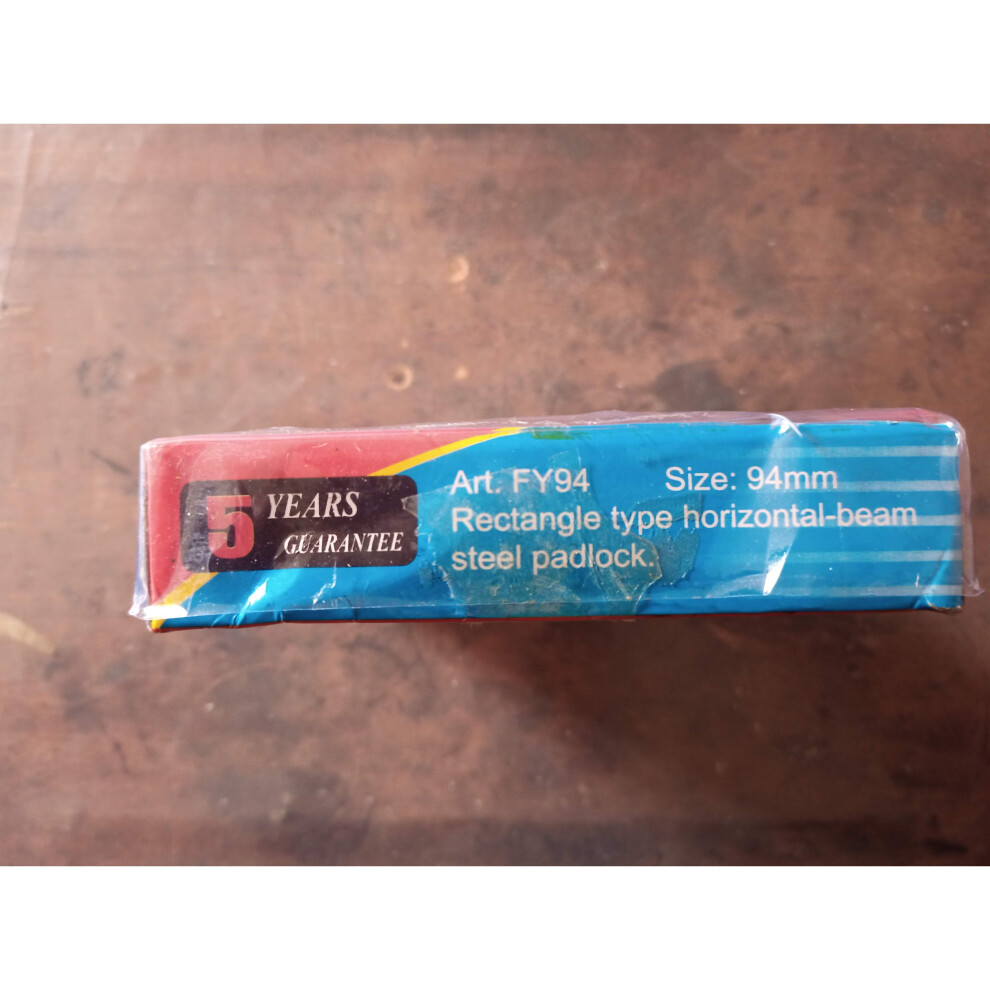 5 YEARS
GUARANTEE
Art. FY94 Size: 94mm
Rectangle type horizontal-beam
steel padlock.